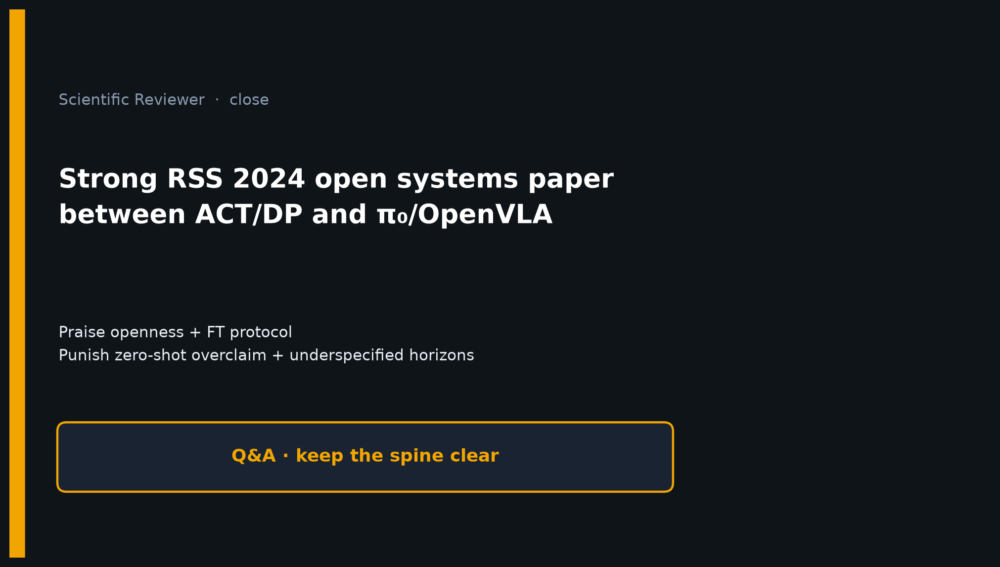 Scientific Reviewer · close
Strong RSS 2024 open systems paper
between ACT/DP and π₀/OpenVLA
Praise openness + FT protocol
Punish zero-shot overclaim + underspecified horizons
Q&A · keep the spine clear